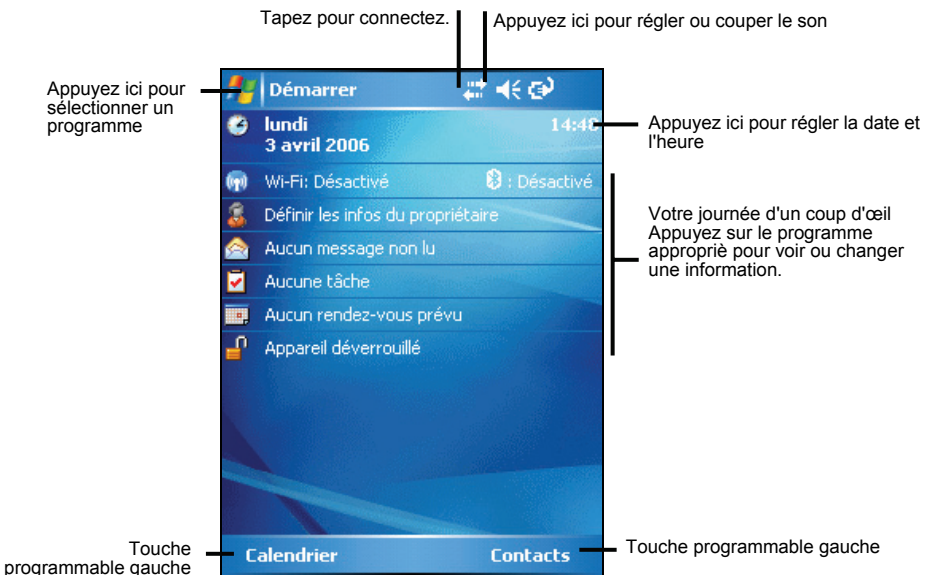 Tapez pour connectez.
Appuyez ici pour régler ou couper le son
Appuyez ici pour
sélectionner un
programme
Démarrer
lundi
3 avril 2006
14:48
Appuyez ici pour régler la date et
l'heure
Wi-Fi: Désactivé
: Désactivé
Définir les infos du propriétaire
Aucun message non lu
Aucune tâche
Aucun rendez-vous prévu
Appareil déverrouillé
Votre journée d'un coup d'œil
Appuyez sur le programme
appropriè pour voir ou changer
une information.
Touche
programmable gauche
Calendrier
Contacts
Touche programmable gauche